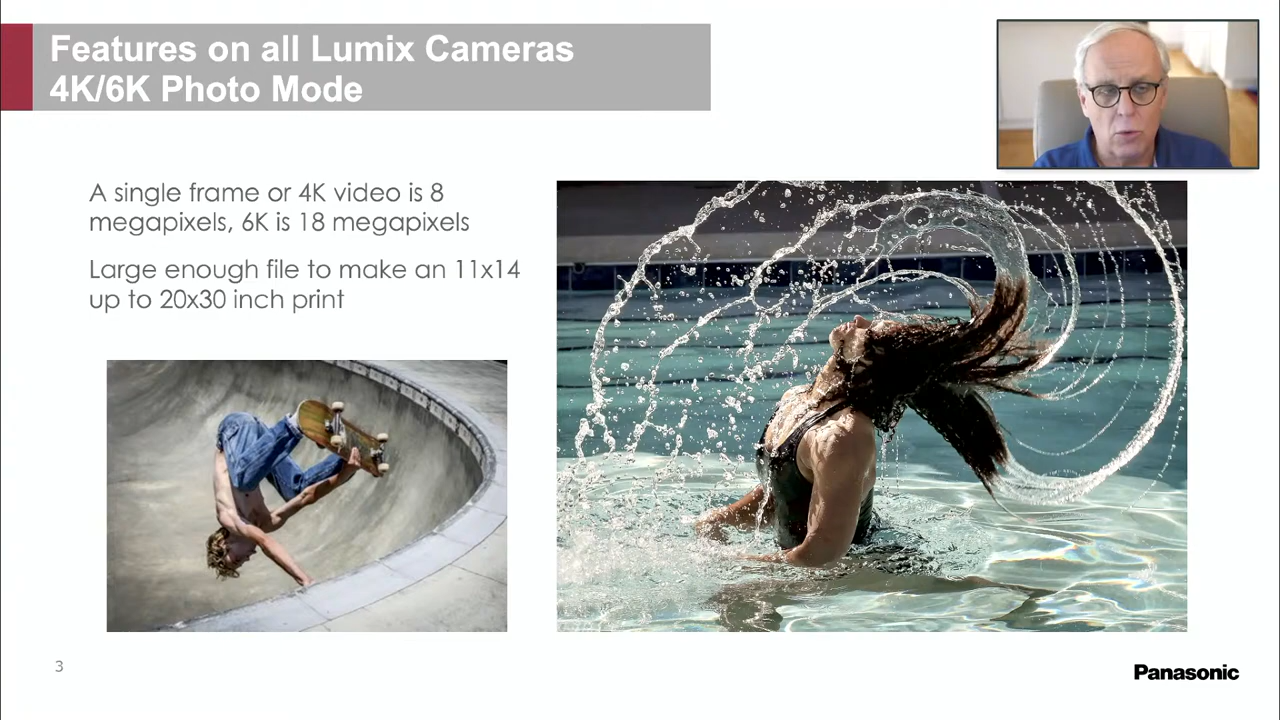 Features on all Lumix Cameras
4K/6K Photo Mode
A single frame or 4K video is 8
megapixels, 6K is 18 megapixels
Large enough file to make an 11x14
up to 20x30 inch print
3
Panasonic